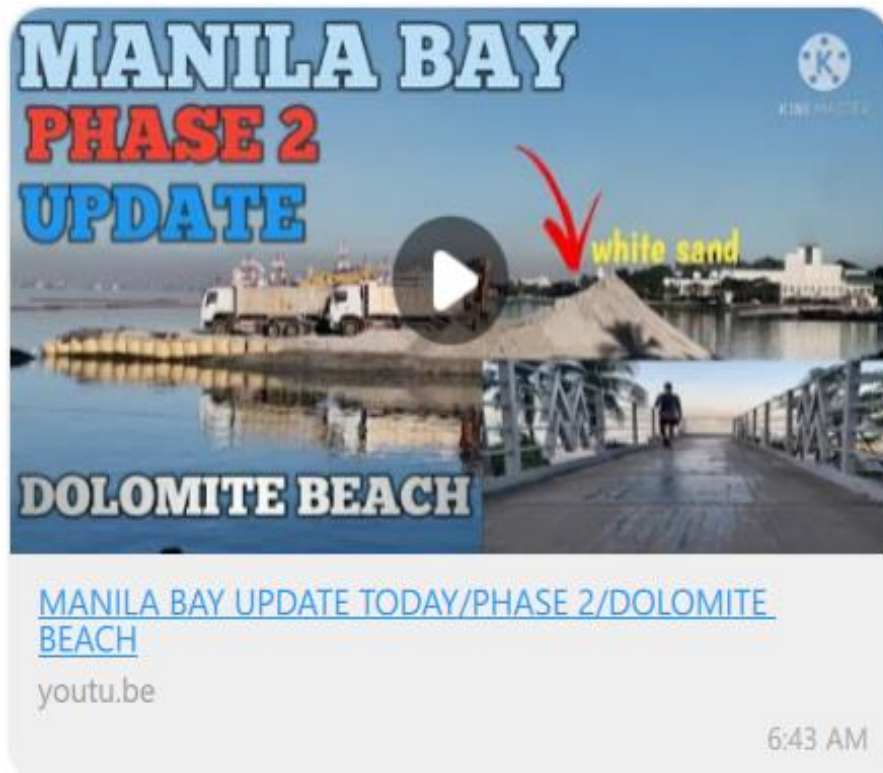 MANILA BAY
PHASE 2
UPDATE
KINEMASTER
white sand
DOLOMITE BEACH
MANILA BAY UPDATE TODAY/PHASE 2/DOLOMITE
BEACH
youtu.be
6:43 AM